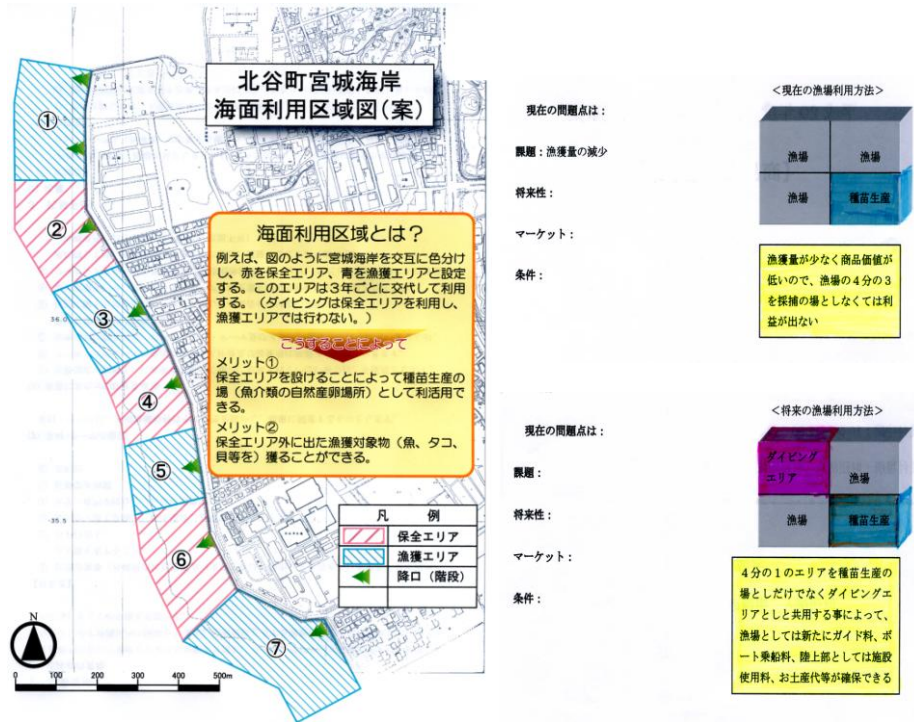 北谷町宮城海岸
海面利用区域図（案）
①
②
③
④
⑤
⑥
⑦
36.0
35.5
海面利用区域とは？
例えば、図のように宮城海岸を交互に色分け
し、赤を保全エリア、青を漁獲エリアと設定
する。このエリアは３年ごとに交代して利用
する。（ダイビングは保全エリアを利用し、
漁獲エリアでは行わない。）
こうすることによって
メリット①
保全エリアを設けることによって種苗生産の
場（魚介類の自然産卵場所）として利活用で
きる。
メリット②
保全エリア外に出た漁獲対象物（魚、タコ、
貝等を）獲ることができる。
凡　例
保全エリア
漁獲エリア
降口（階段）
N
0 100 200 300 400 500m
現在の問題点は：
課題：漁獲量の減少
将来性：
マーケット：
条件：
＜現在の漁場利用方法＞
漁場 漁場
漁場 種苗生産
漁獲量が少なく商品価値が
低いので、漁場の４分の３
を採捕の場としなくては利
益が出ない
現在の問題点は：
課題：
将来性：
マーケット：
条件：
＜将来の漁場利用方法＞
ダイビング
エリア 漁場
漁場 種苗生産
４分の１のエリアを種苗生産の
場としだけでなくダイビングエ
リアとしと共用する事によって、
漁場としては新たにガイド料、ボ
ート乗船料、陸上部としては施設
使用料、お土産代等が確保できる